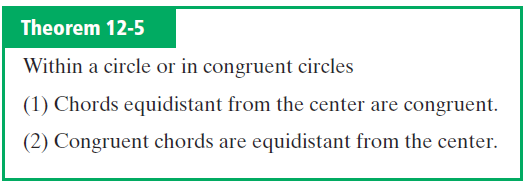 Theorem 12-5
Within a circle or in congruent circles
(1) Chords equidistant from the center are congruent.
(2) Congruent chords are equidistant from the center.